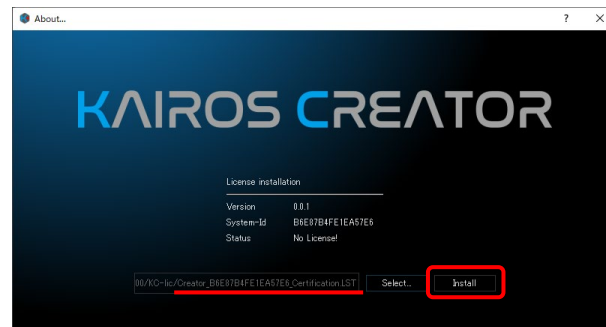 About...
KAIROS CREATOR
License installation
Version 0.0.1
System-Id B6E87B4FE1EA57E6
Status No License!
00/KC-lic/Creator_B6E87B4FE1EA57E6_Certification.LST Select... Install